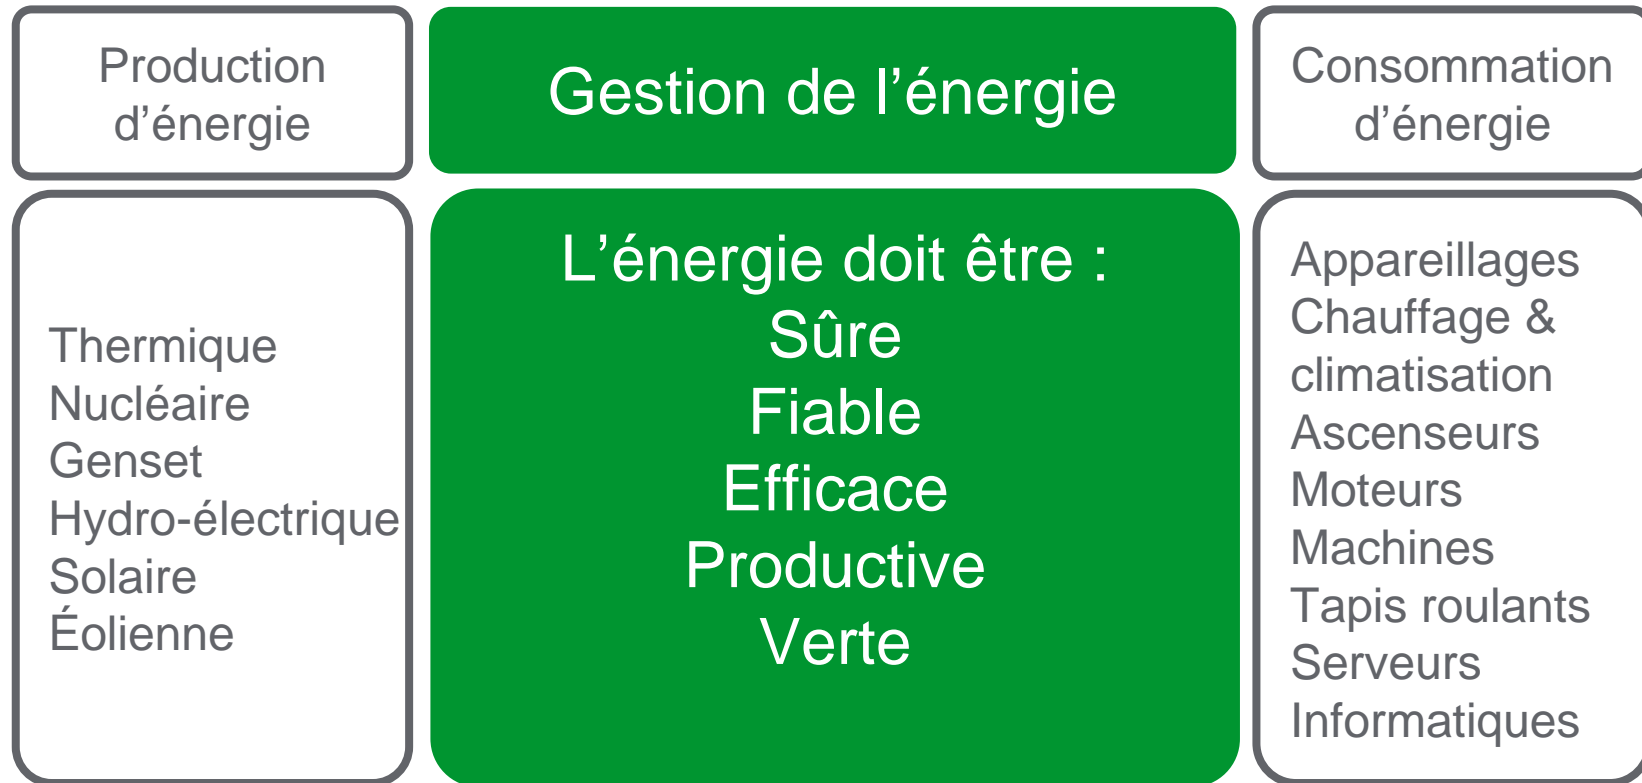 Production
d’énergie
Gestion de l’énergie
Consommation
d’énergie
Thermique
Nucléaire
Genset
Hydro-électrique
Solaire
Éolienne
L’énergie doit être :
Sûre
Fiable
Efficace
Productive
Verte
Appareillages
Chauffage &
climatisation
Ascenseurs
Moteurs
Machines
Tapis roulants
Serveurs
Informatiques